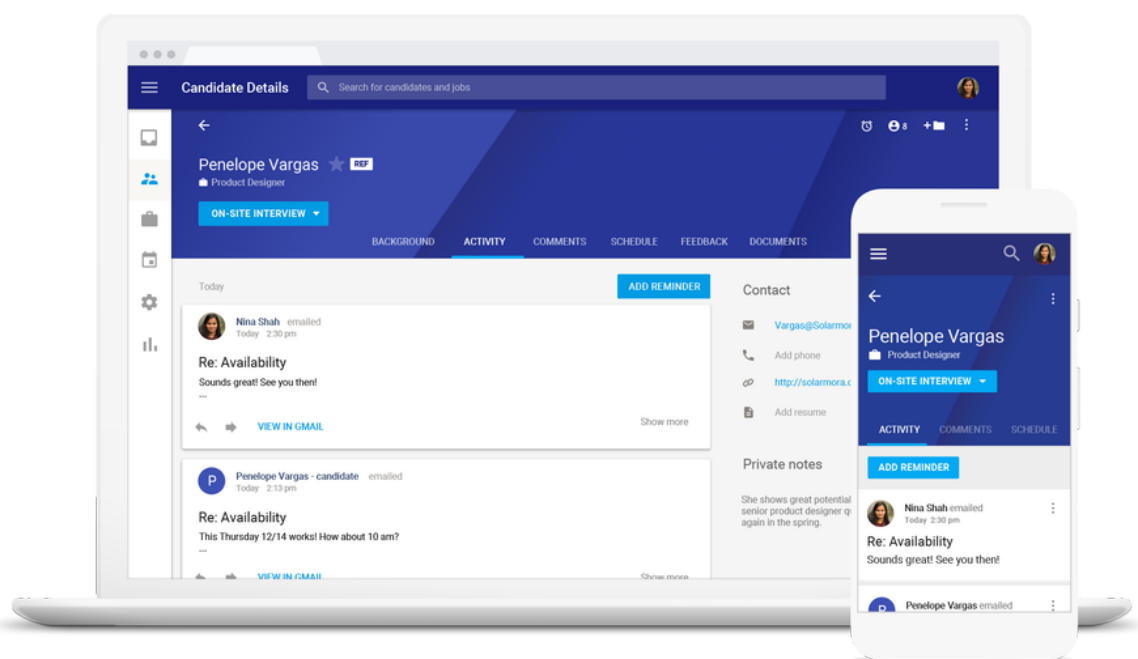 Candidate Details
Search for candidates and jobs
8
Penelope Vargas REF
Product Designer
ON-SITE INTERVIEW
BACKGROUND ACTIVITY COMMENTS SCHEDULE FEEDBACK DOCUMENTS
Today
ADD REMINDER
Nina Shah emailed
Today 2:30 pm
Re: Availability
Sounds great! See you then!
...
VIEW IN GMAIL
Show more
P
Penelope Vargas - candidate emailed
Today 2:13 pm
Re: Availability
This Thursday 12/14 works! How about 10 am?
...
VIEW IN GMAIL
Show more
Contact
Vargas@Solarmor
Add phone
http://solarmora.c
Add resume
Private notes
She shows great potential
senior product designer
again in the spring.
Penelope Vargas
Product Designer
ON-SITE INTERVIEW
ACTIVITY COMMENTS SCHEDULE
ADD REMINDER
Nina Shah emailed
Today 2:30 pm
Re: Availability
Sounds great! See you then!
P
Penelope Vargas emailed